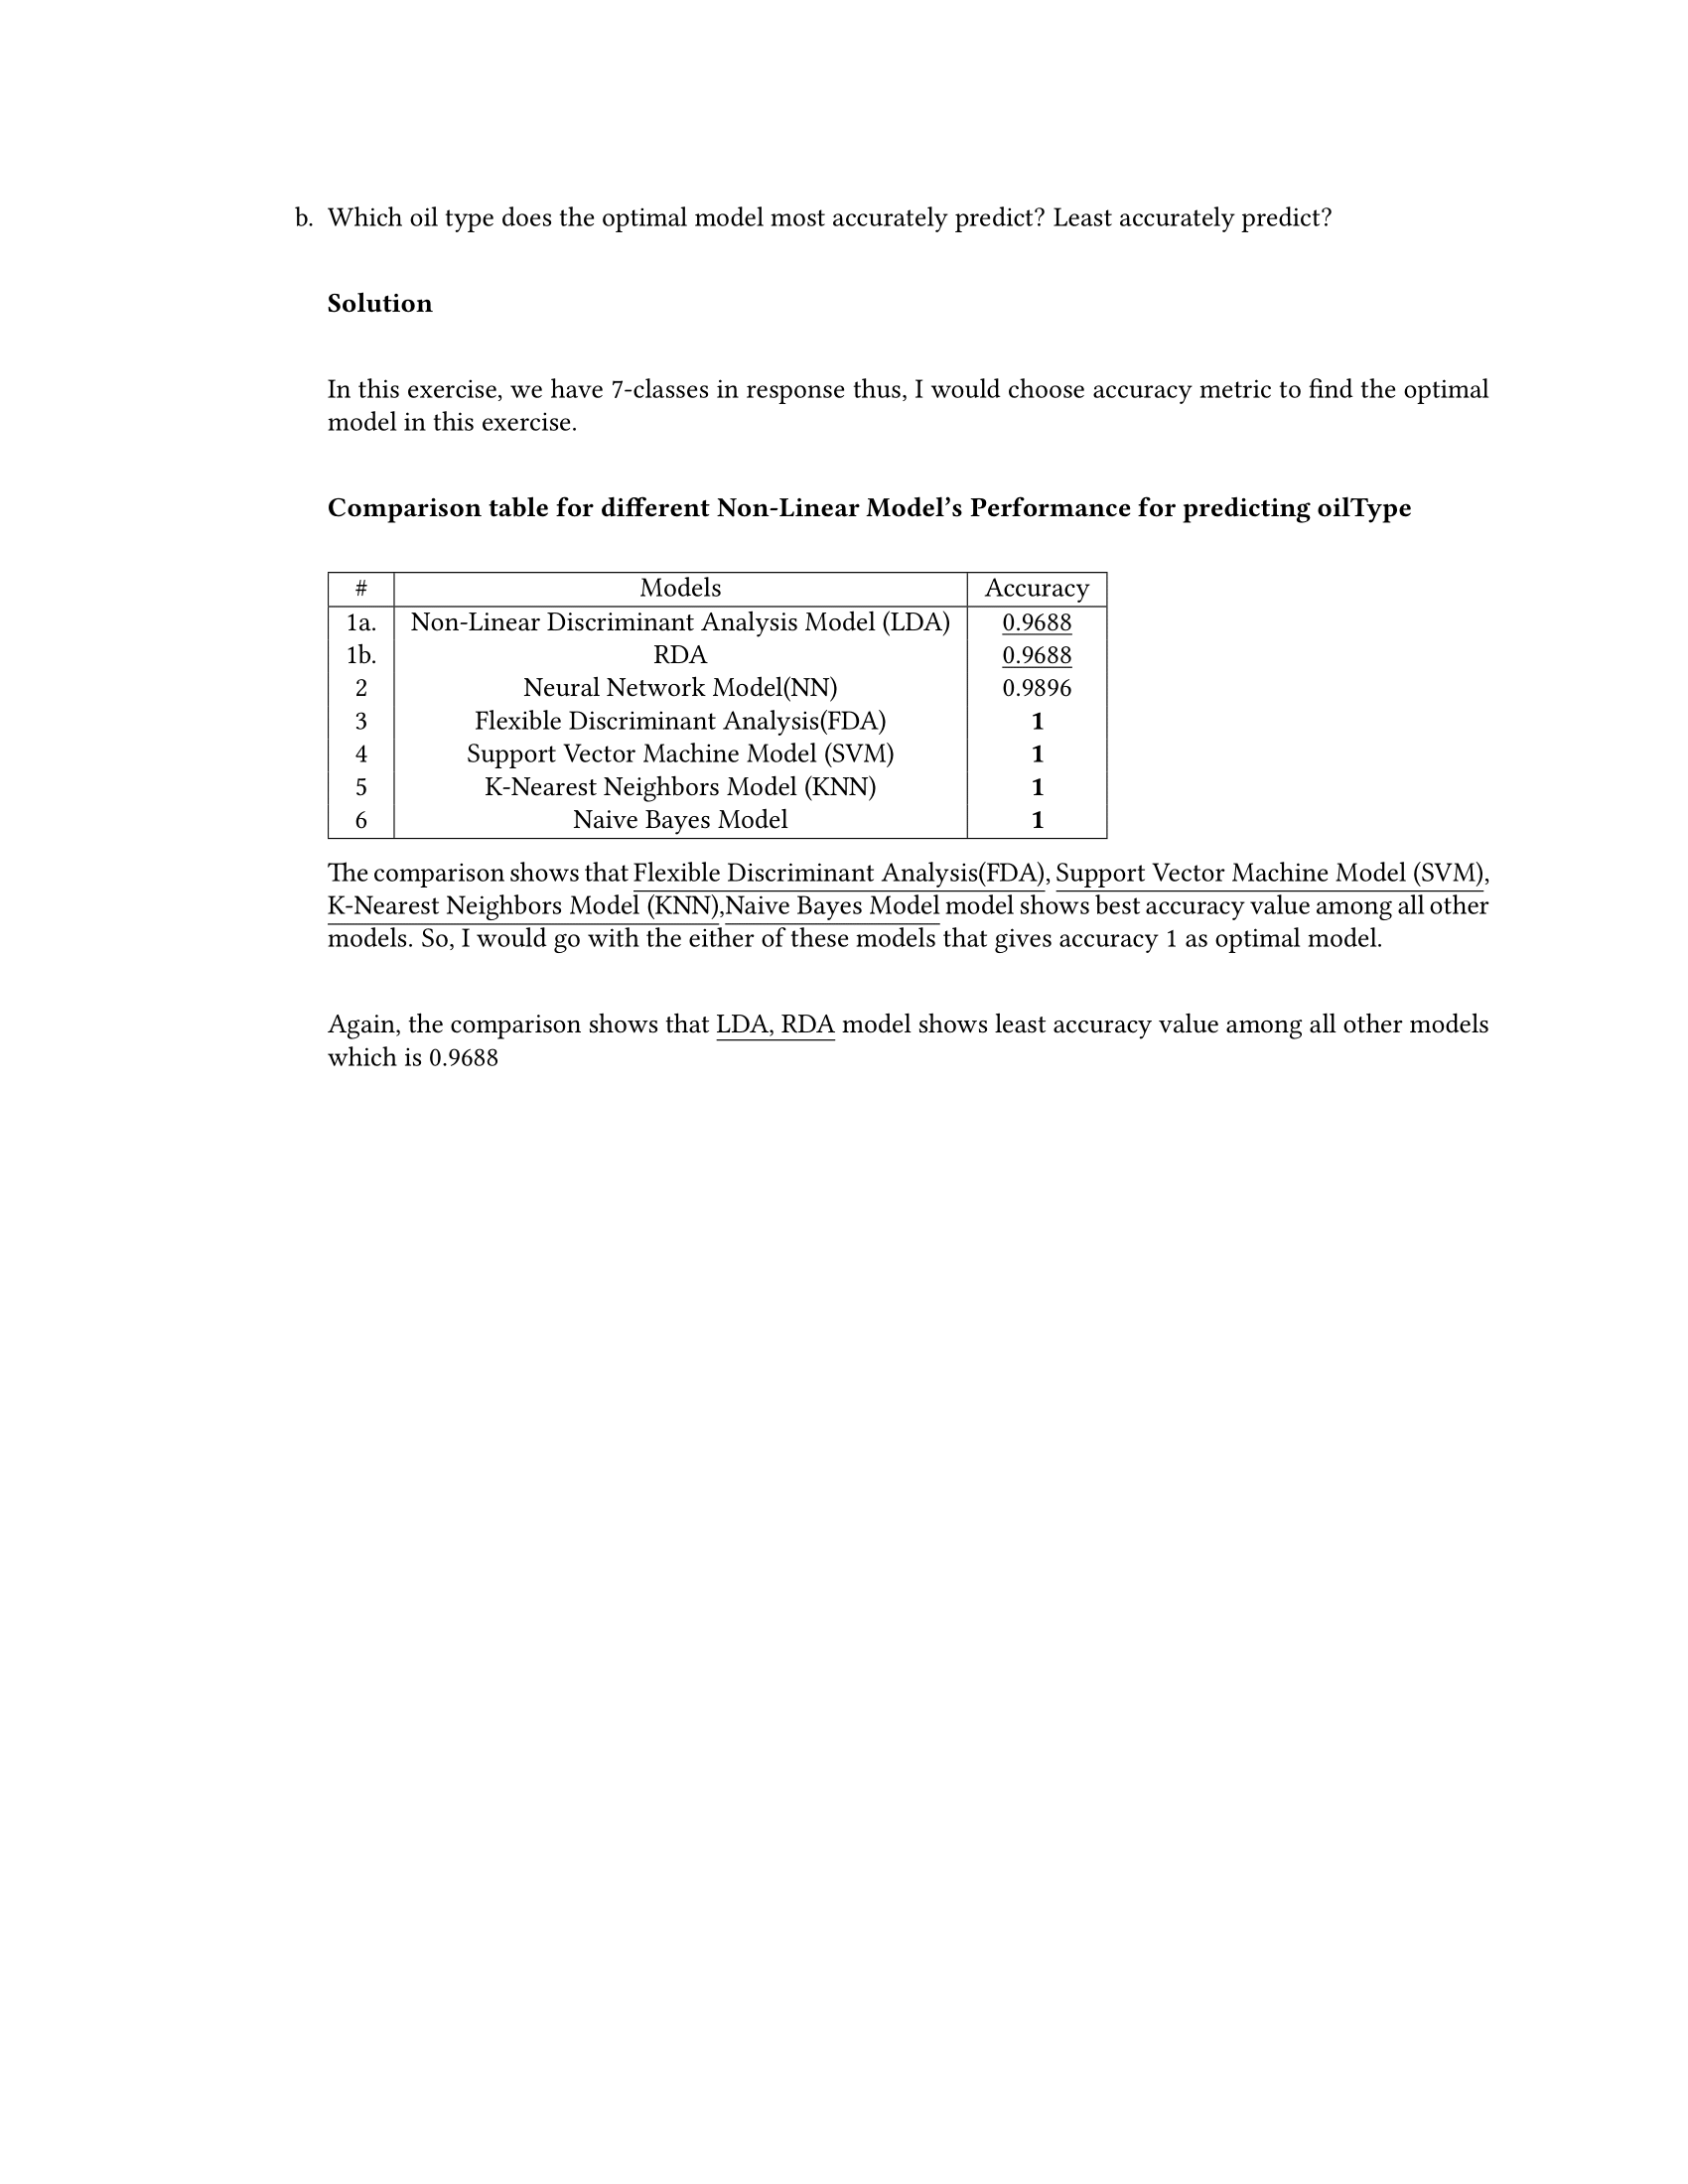 b. Which oil type does the optimal model most accurately predict? Least accurately predict?
Solution
In this exercise, we have 7-classes in response thus, I would choose accuracy metric to find the optimal
model in this exercise.
Comparison table for different Non-Linear Model's Performance for predicting oilType
# Models Accuracy
1a. Non-Linear Discriminant Analysis Model (LDA) 0.9688
1b. RDA 0.9688
2 Neural Network Model(NN) 0.9896
3 Flexible Discriminant Analysis(FDA) 1
4 Support Vector Machine Model (SVM) 1
5 K-Nearest Neighbors Model (KNN) 1
6 Naive Bayes Model 1
The comparison shows that Flexible Discriminant Analysis(FDA), Support Vector Machine Model (SVM),
K-Nearest Neighbors Model (KNN),Naive Bayes Model model shows best accuracy value among all other
models. So, I would go with the either of these models that gives accuracy 1 as optimal model.
Again, the comparison shows that LDA, RDA model shows least accuracy value among all other models
which is 0.9688